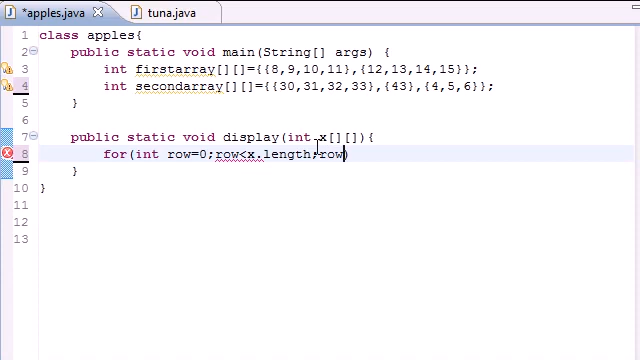 *apples.java tuna.java
1 class apples{
2 public static void main(String[] args) {
3 int firstarray[][]={{8,9,10,11},{12,13,14,15}};
4 int secondarray[][]={{30,31,32,33},{43},{4,5,6}};
5 }
6
7 public static void display(int x[][]){
8 for(int row=0;row<x.length;row)
9 }
10 }
11
12
13